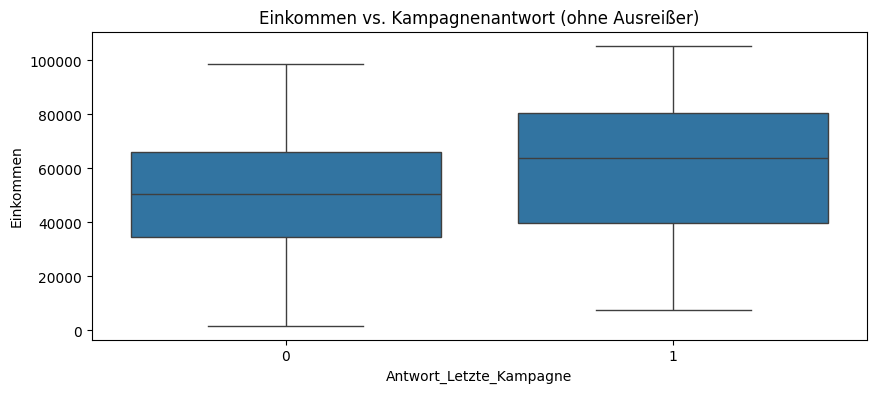 Einkommen vs. Kampagnenantwort (ohne Ausreißer)
Einkommen
100000
80000
60000
40000
20000
0
0 1
Antwort_Letzte_Kampagne